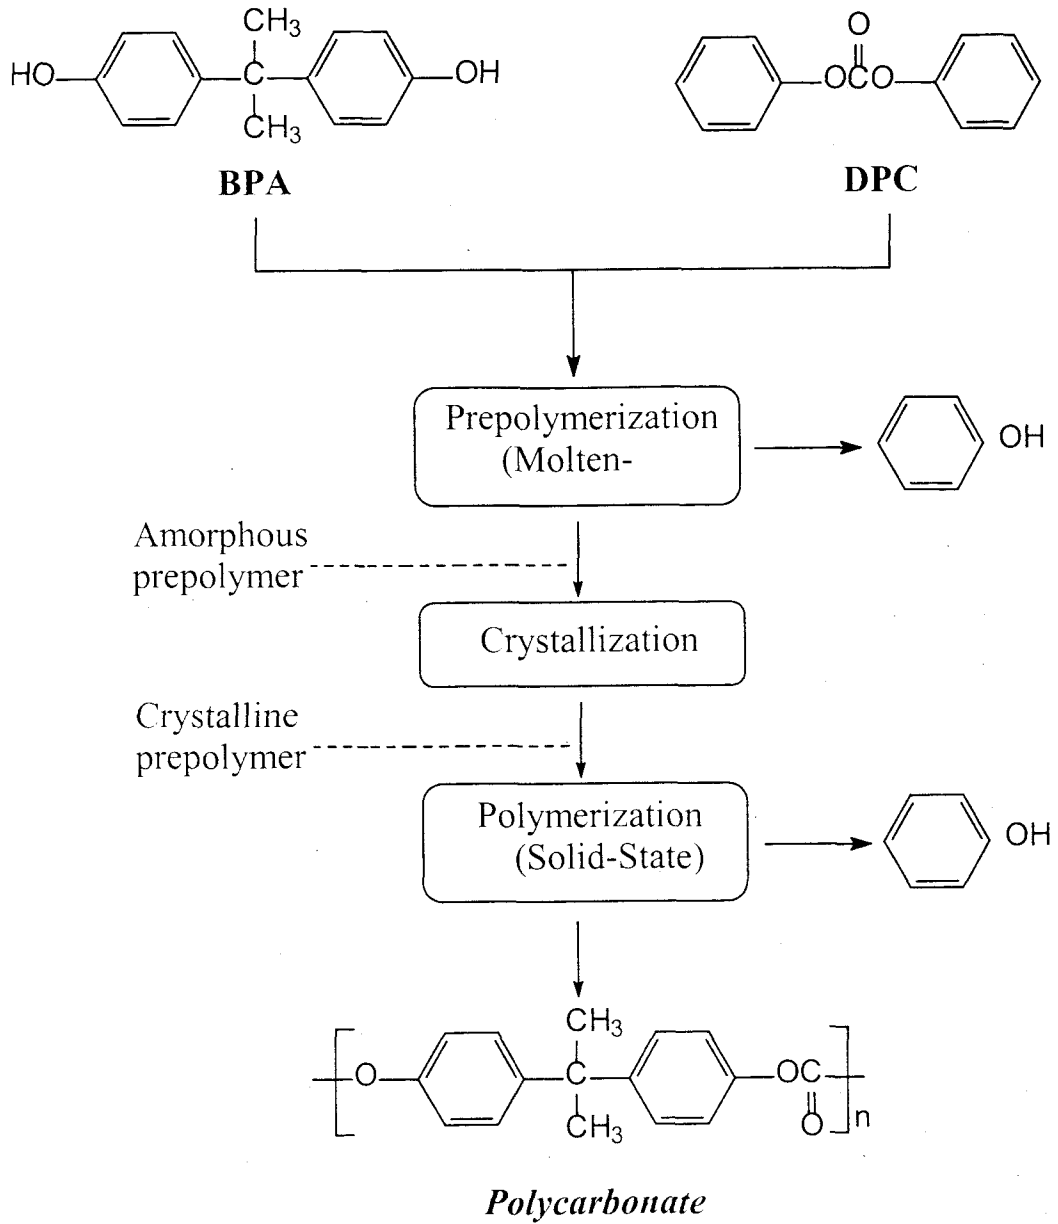 CH₃
HO
C
OH
CH₃
BPA
O
OCO
DPC
Prepolymerization
(Molten-
OH
Amorphous
prepolymer
Crystallization
Crystalline
prepolymer
Polymerization
(Solid-State)
OH
CH₃
O
C
OC
CH₃
O
n
Polycarbonate